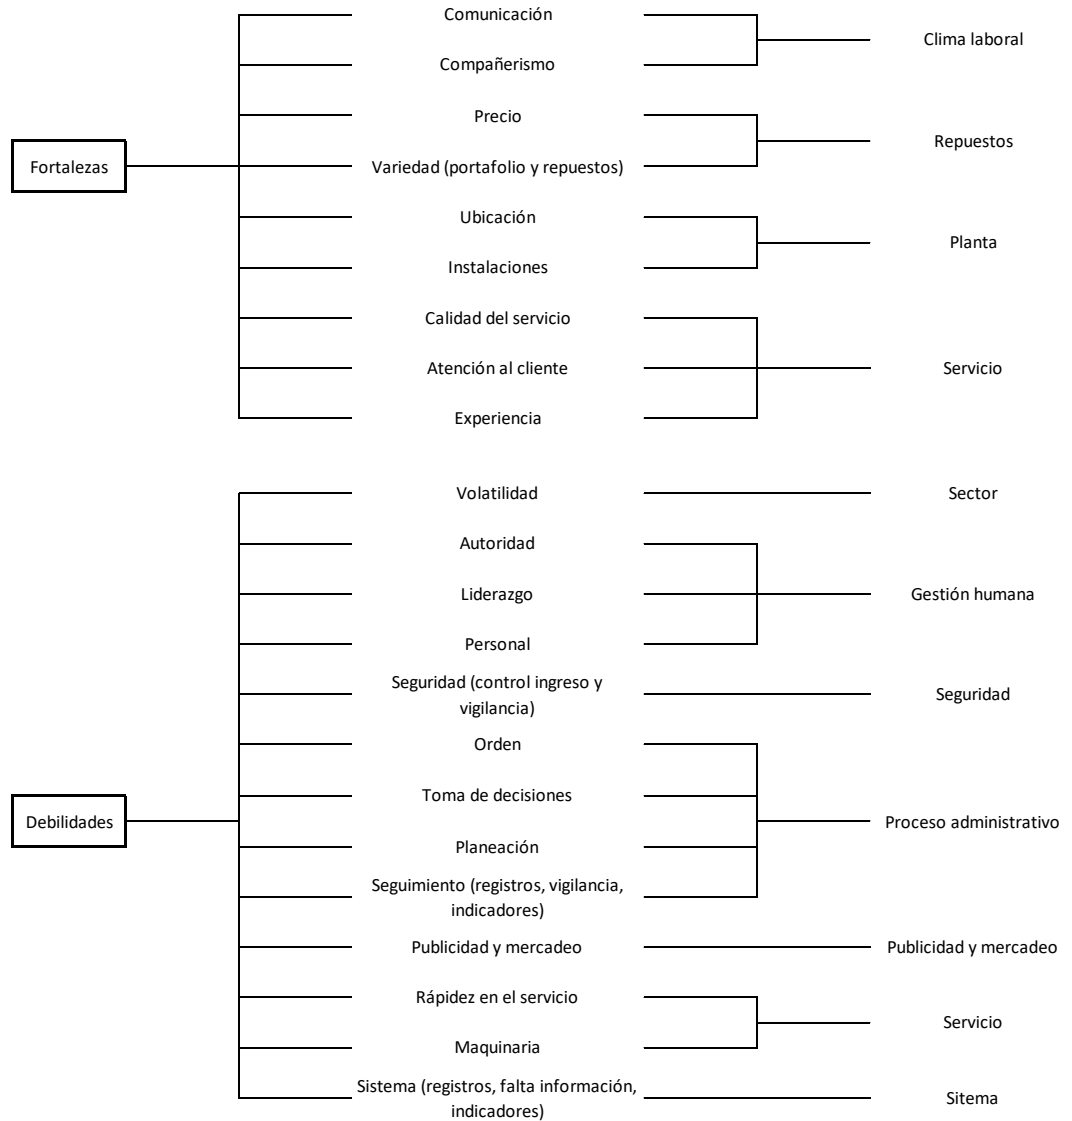 Comunicación
Clima laboral
Compañerismo
Precio
Repuestos
Fortalezas
Variedad (portafolio y repuestos)
Ubicación
Planta
Instalaciones
Calidad del servicio
Atención al cliente
Servicio
Experiencia
Volatilidad
Sector
Autoridad
Liderazgo
Gestión humana
Personal
Seguridad (control ingreso y
vigilancia)
Seguridad
Orden
Toma de decisiones
Debilidades
Proceso administrativo
Planeación
Seguimiento (registros, vigilancia,
indicadores)
Publicidad y mercadeo
Publicidad y mercadeo
Rápidez en el servicio
Servicio
Maquinaria
Sistema (registros, falta información,
indicadores)
Sitema